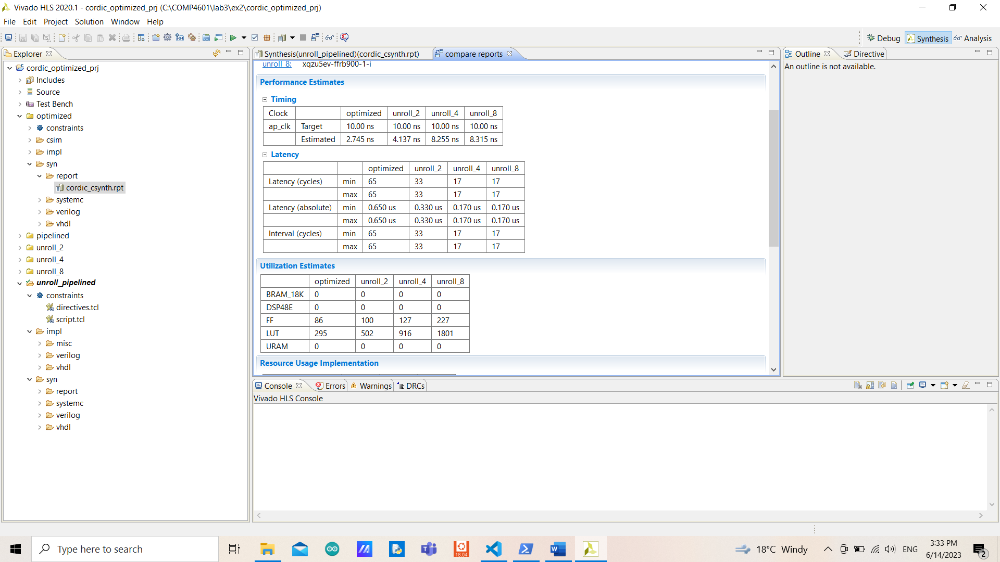 Vivado HLS 2020.1 - cordic_optimized_prj (C:\COMP4601\lab3\ex2\cordic_optimized_prj)
File Edit Project Solution Window Help
Debug Synthesis Analysis
Explorer
cordic_optimized_prj
Includes
Source
Test Bench
optimized
constraints
csim
impl
syn
report
cordic_csynth.rpt
systemc
verilog
vhdl
pipelined
unroll_2
unroll_4
unroll_8
unroll_pipelined
constraints
directives.tcl
script.tcl
impl
misc
verilog
vhdl
syn
report
systemc
verilog
vhdl
Synthesis(unroll_pipelined)(cordic_csynth.rpt) compare reports
unroll_8: xqzu5ev-ffrb900-1-i
Performance Estimates
Timing
Clock optimized unroll_2 unroll_4 unroll_8
ap_clk Target 10.00 ns 10.00 ns 10.00 ns 10.00 ns
Estimated 2.745 ns 4.137 ns 8.255 ns 8.315 ns
Latency
optimized unroll_2 unroll_4 unroll_8
Latency (cycles) min 65 33 17 17
max 65 33 17 17
Latency (absolute) min 0.650 us 0.330 us 0.170 us 0.170 us
max 0.650 us 0.330 us 0.170 us 0.170 us
Interval (cycles) min 65 33 17 17
max 65 33 17 17
Utilization Estimates
optimized unroll_2 unroll_4 unroll_8
BRAM_18K 0 0 0 0
DSP48E 0 0 0 0
FF 86 100 127 227
LUT 295 502 916 1801
URAM 0 0 0 0
Resource Usage Implementation
Outline Directive
An outline is not available.
Console Errors Warnings DRCs
Vivado HLS Console
Type here to search
18.04
18°C Windy
ENG
3:33 PM
6/14/2023
2